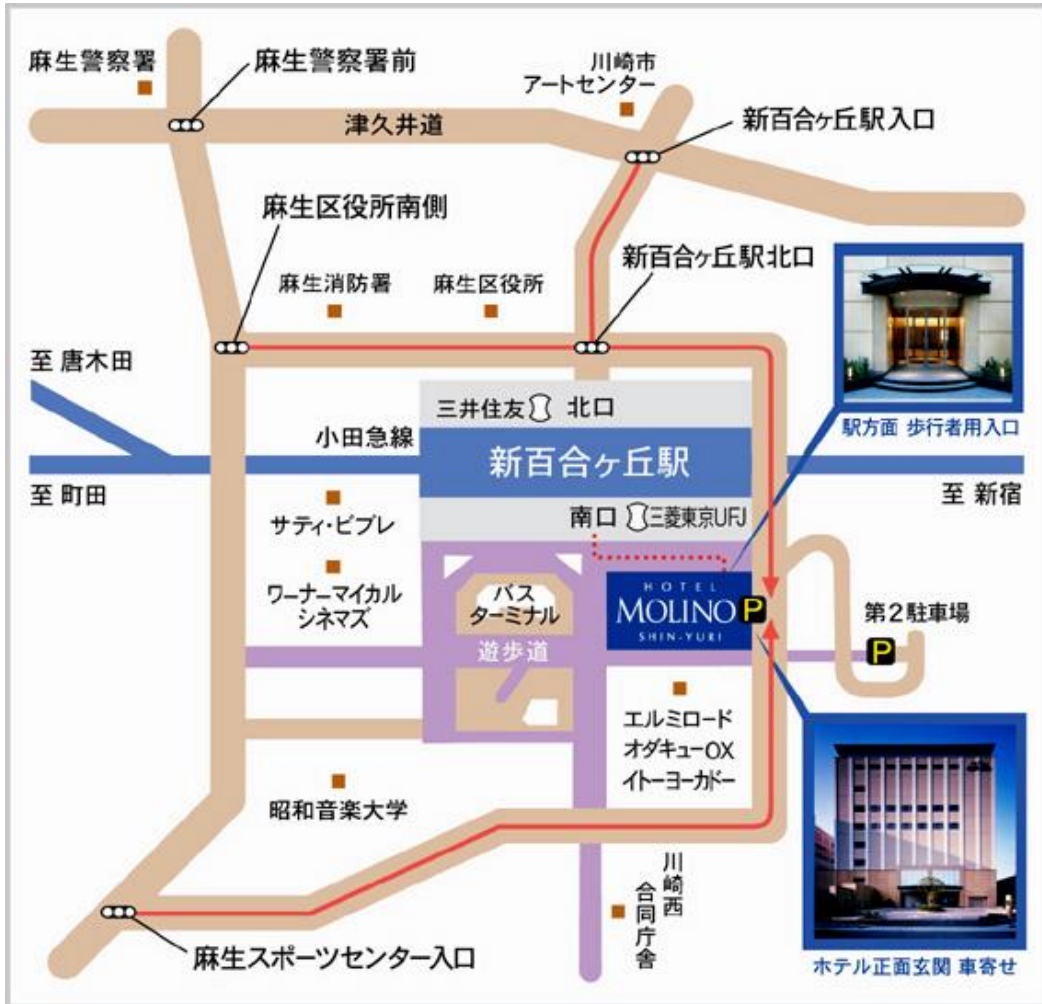 麻生警察署
麻生警察署前
川崎市
アートセンター
新百合ヶ丘駅入口
津久井道
麻生区役所南側
新百合ヶ丘駅北口
麻生消防署
麻生区役所
至 唐木田
三井住友
北口
駅方面 歩行者用入口
小田急線
新百合ヶ丘駅
至 町田
至 新宿
サティ・ビブレ
南口
三菱東京UFJ
ワーナーマイカル
シネマズ
バス
ターミナル
HOTEL
MOLINO
SHIN-YURI
P
第2駐車場
P
遊歩道
エルミロード
オダキューOX
イトーヨーカドー
昭和音楽大学
川崎西
合同庁舎
麻生スポーツセンター入口
ホテル正面玄関 車寄せ